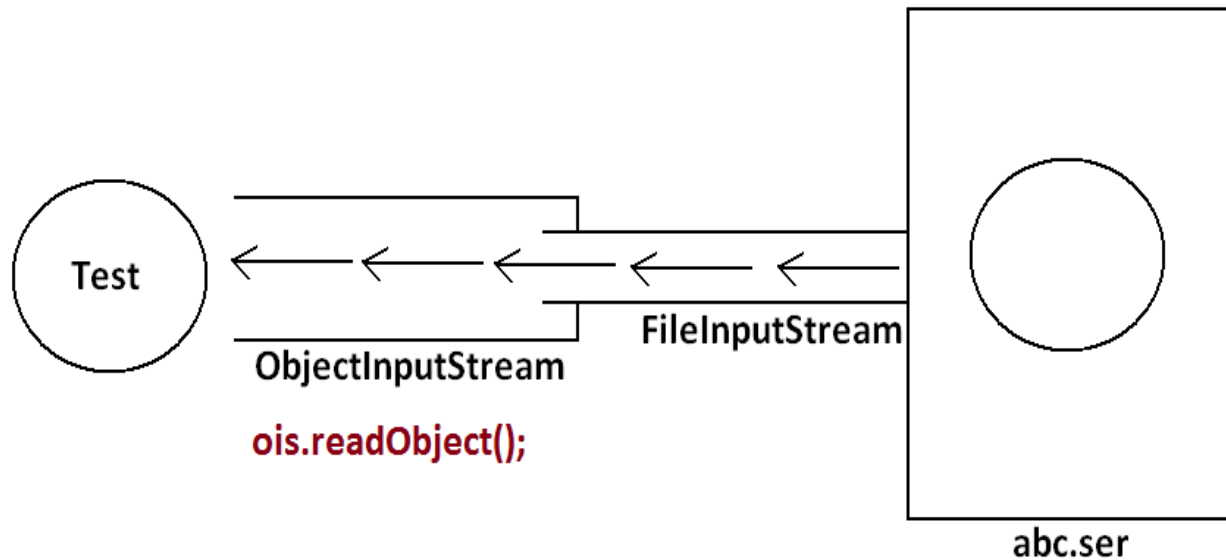 Test
FileInputStream
ObjectInputStream
ois.readObject();
abc.ser